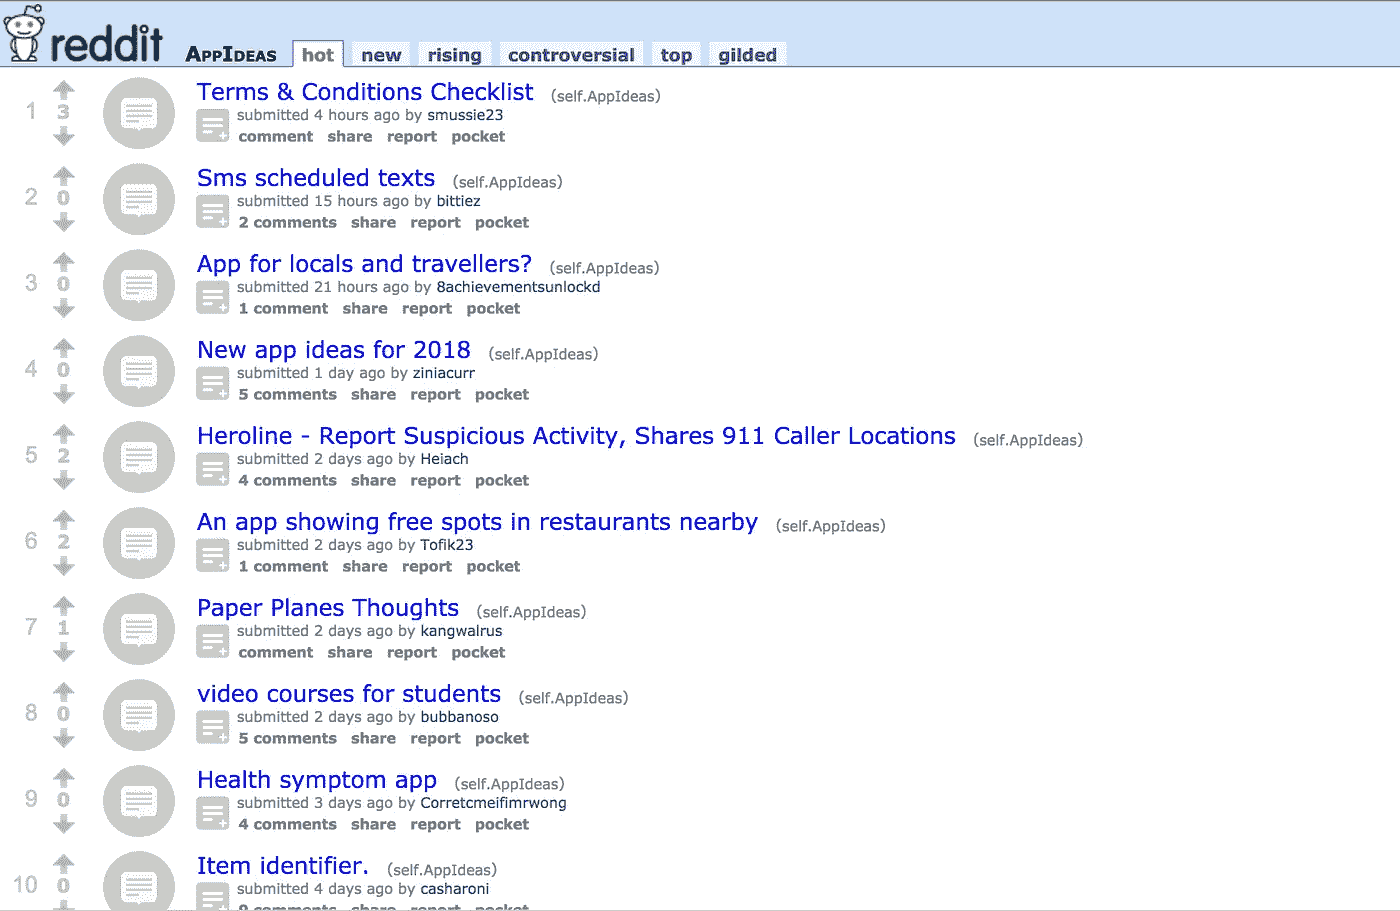 reddit APPIDEAS hot new rising controversial top gilded
Terms & Conditions Checklist (self.AppIdeas)
1 3 submitted 4 hours ago by smussie23
comment share report pocket
Sms scheduled texts (self.AppIdeas)
2 0 submitted 15 hours ago by bittiez
2 comments share report pocket
App for locals and travellers? (self.AppIdeas)
3 0 submitted 21 hours ago by 8achievementsunlockd
1 comment share report pocket
New app ideas for 2018 (self.AppIdeas)
4 0 submitted 1 day ago by ziniacurr
5 comments share report pocket
Heroline - Report Suspicious Activity, Shares 911 Caller Locations (self.AppIdeas)
5 2 submitted 2 days ago by Heiach
4 comments share report pocket
An app showing free spots in restaurants nearby (self.AppIdeas)
6 2 submitted 2 days ago by Tofik23
1 comment share report pocket
Paper Planes Thoughts (self.AppIdeas)
7 1 submitted 2 days ago by kangwalrus
comment share report pocket
video courses for students (self.AppIdeas)
8 0 submitted 2 days ago by bubbanoso
5 comments share report pocket
Health symptom app (self.AppIdeas)
9 0 submitted 3 days ago by Corretcmeifimrwong
4 comments share report pocket
Item identifier. (self.AppIdeas)
10 0 submitted 4 days ago by casharoni
comments share report pocket